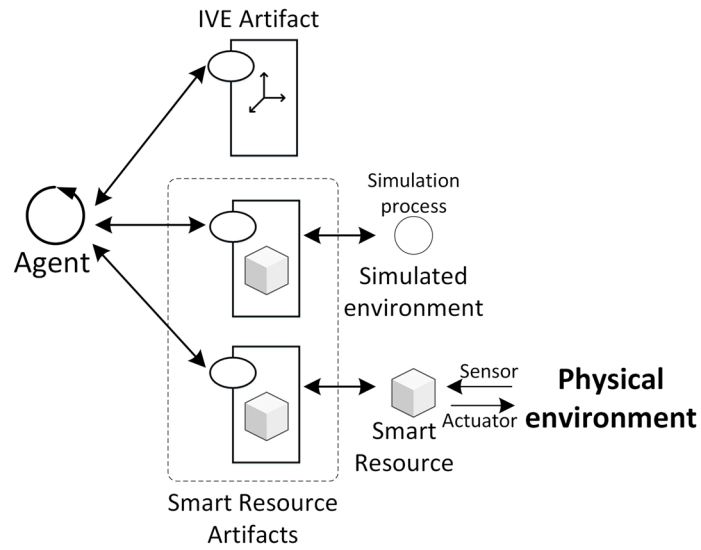 IVE Artifact
Simulation
process
Agent
Simulated
environment
Sensor
Physical
environment
Actuator
Smart
Resource
Smart Resource
Artifacts